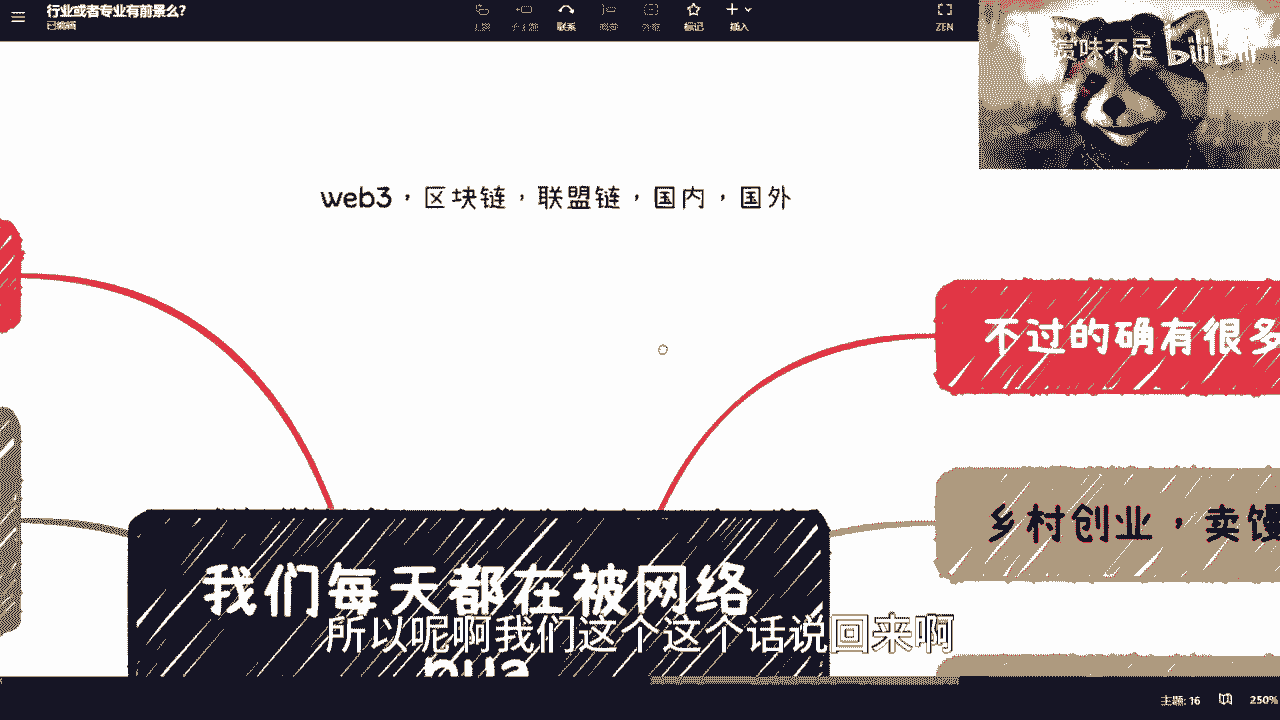 行业或者专业有前景么?
已编辑
联系
标记
插入
ZEN
赏味不足 bilibili
web3，区块链，联盟链，国内，国外
不过的确有很多
乡村创业，卖馒
我们每天都在被网络
pua
所以呢啊我们这个这个话说回来啊
主题: 16
250%